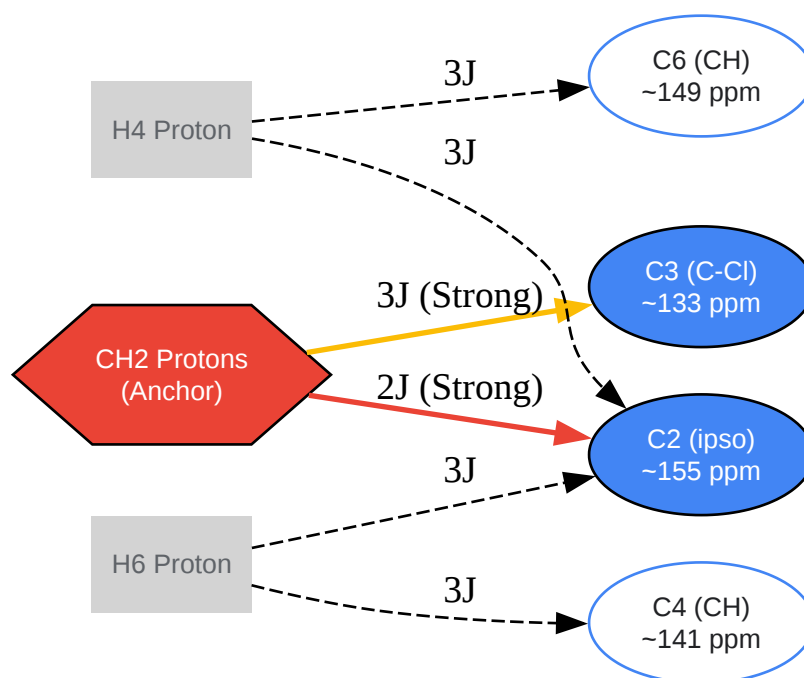 3J
C6 (CH)
~149 ppm
H4 Proton
3J
C3 (C-Cl)
~133 ppm
3J (Strong)
CH2 Protons
(Anchor)
2J (Strong)
C2 (ipso)
~155 ppm
3J
H6 Proton
3J
C4 (CH)
~141 ppm